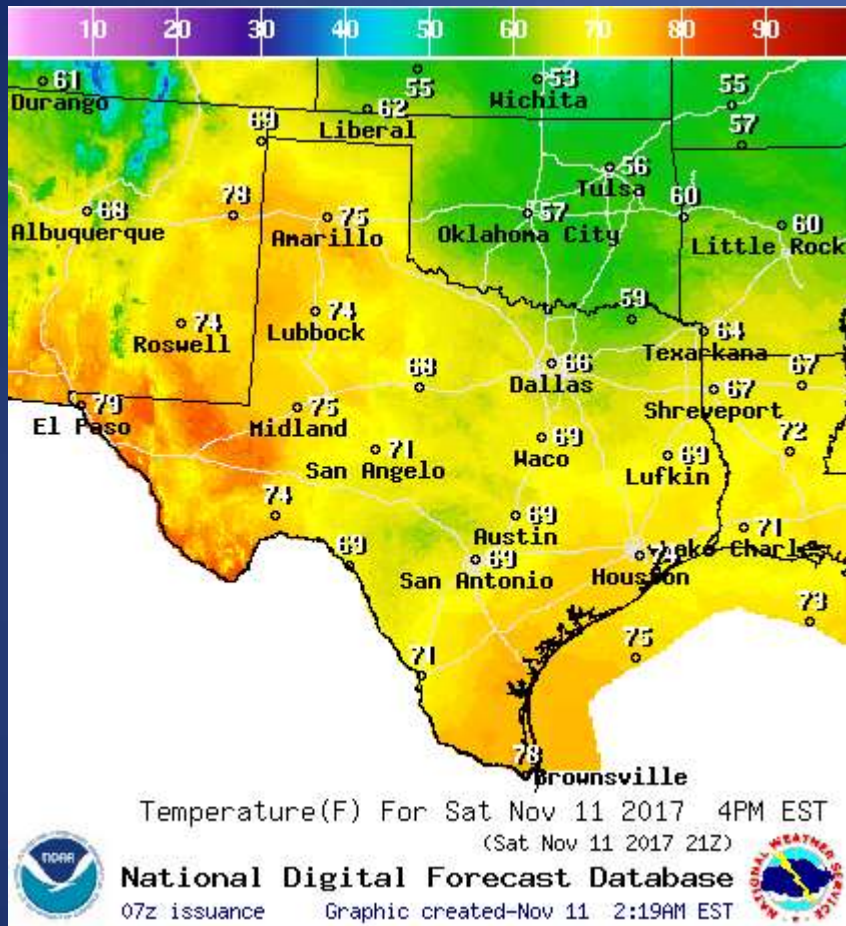 10 20 30 40 50 60 70 80 90
61 Durango
55
53 Wichita
55
62 Liberal
57
69
56 Tulsa
68 Albuquerque
78
75 Amarillo
57 Oklahoma City
60
60 Little Rock
74 Roswell
74 Lubbock
59
64 Texarkana
66 Dallas
68
67 Shreveport
67
79 El Paso
75 Midland
71 San Angelo
69 Waco
69 Lufkin
72
74
69 Austin
71
Lake Charles
69
69 San Antonio
Houston
73
75
71
78
Brownsville
Temperature(F) For Sat Nov 11 2017 4PM EST
(Sat Nov 11 2017 21Z)
National Digital Forecast Database
07z issuance Graphic created-Nov 11 2:19AM EST
NOAA
NATIONAL WEATHER SERVICE